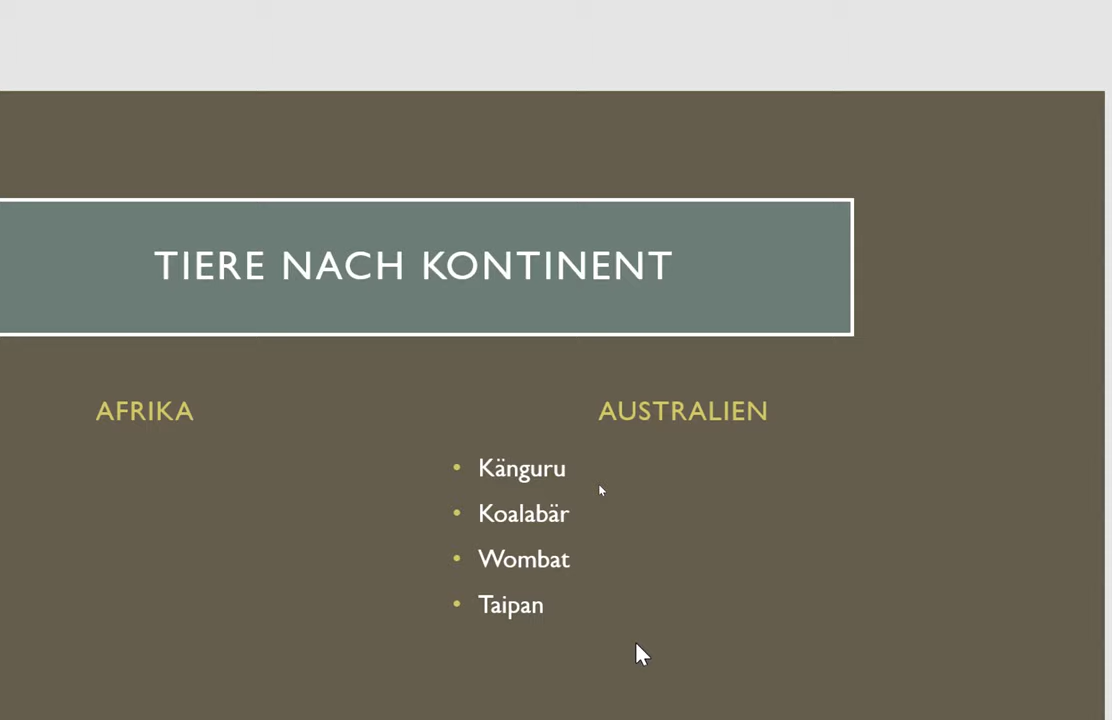 TIERE NACH KONTINENT
AFRIKA
AUSTRALIEN
• Känguru
• Koalabär
• Wombat
• Taipan